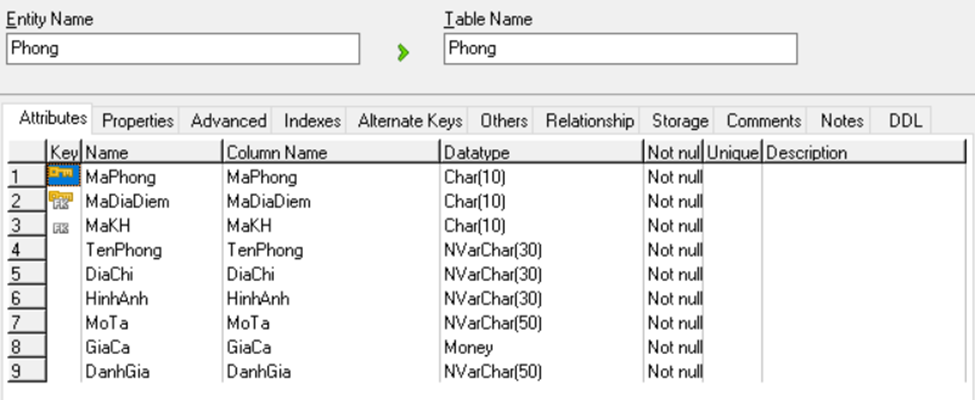 Entity Name Table Name
Phong Phong
Attributes Properties Advanced Indexes Alternate Keys Others Relationship Storage Comments Notes DDL
Key Name Column Name Datatype Not nul Unique Description
1 MaPhong MaPhong Char(10) Not null
2 FK MaDiaDiem MaDiaDiem Char(10) Not null
3 FK MaKH MaKH Char(10) Not null
4 TenPhong TenPhong NVarChar(30) Not null
5 DiaChi DiaChi NVarChar(30) Not null
6 HinhAnh HinhAnh NVarChar(30) Not null
7 MoTa MoTa NVarChar(50) Not null
8 GiaCa GiaCa Money Not null
9 DanhGia DanhGia NVarChar(50) Not null